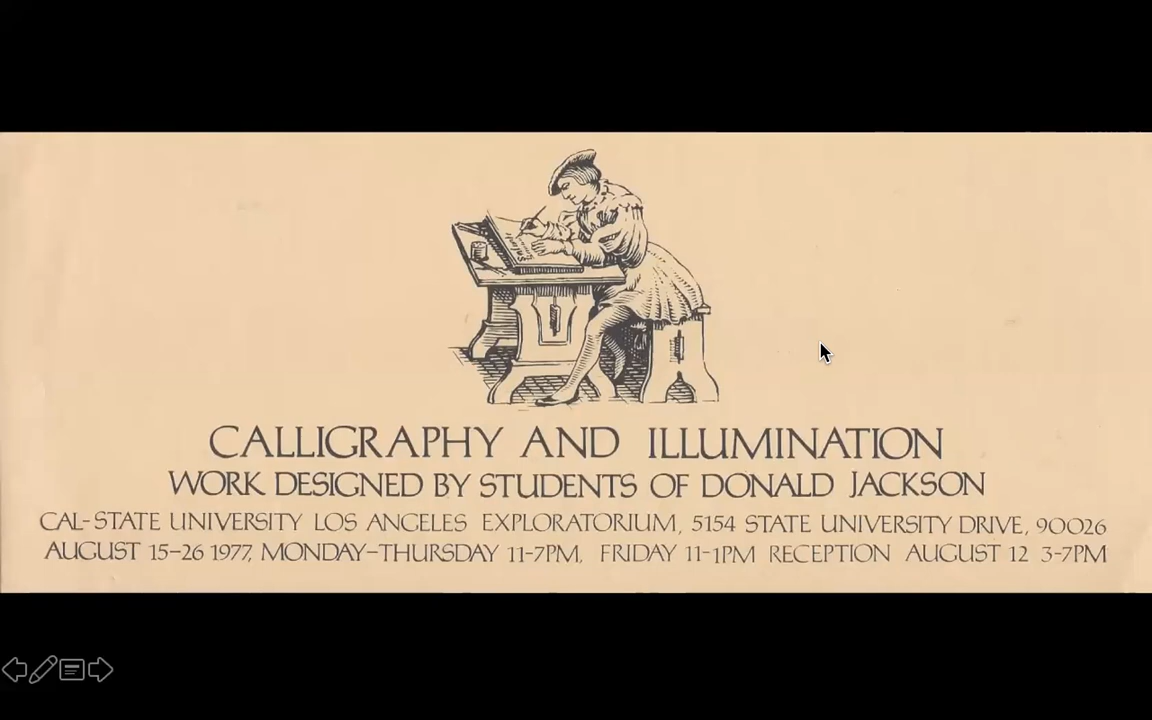 CALLIGRAPHY AND ILLUMINATION
WORK DESIGNED BY STUDENTS OF DONALD JACKSON
CAL-STATE UNIVERSITY LOS ANGELES EXPLORATORIUM, 5154 STATE UNIVERSITY DRIVE, 90026
AUGUST 15-26 1977, MONDAY-THURSDAY 11-7PM, FRIDAY 11-1PM RECEPTION AUGUST 12 3-7PM